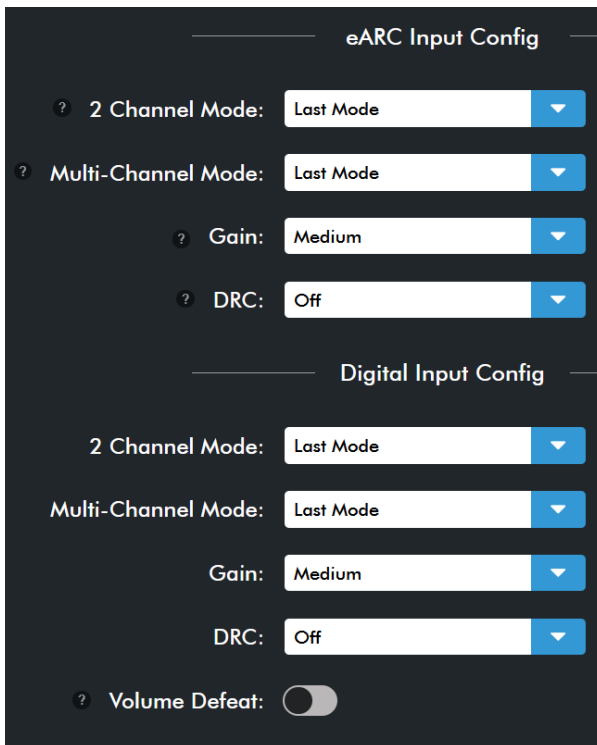 eARC Input Config
? 2 Channel Mode: Last Mode
? Multi-Channel Mode: Last Mode
? Gain: Medium
? DRC: Off
Digital Input Config
2 Channel Mode: Last Mode
Multi-Channel Mode: Last Mode
Gain: Medium
DRC: Off
? Volume Defeat: